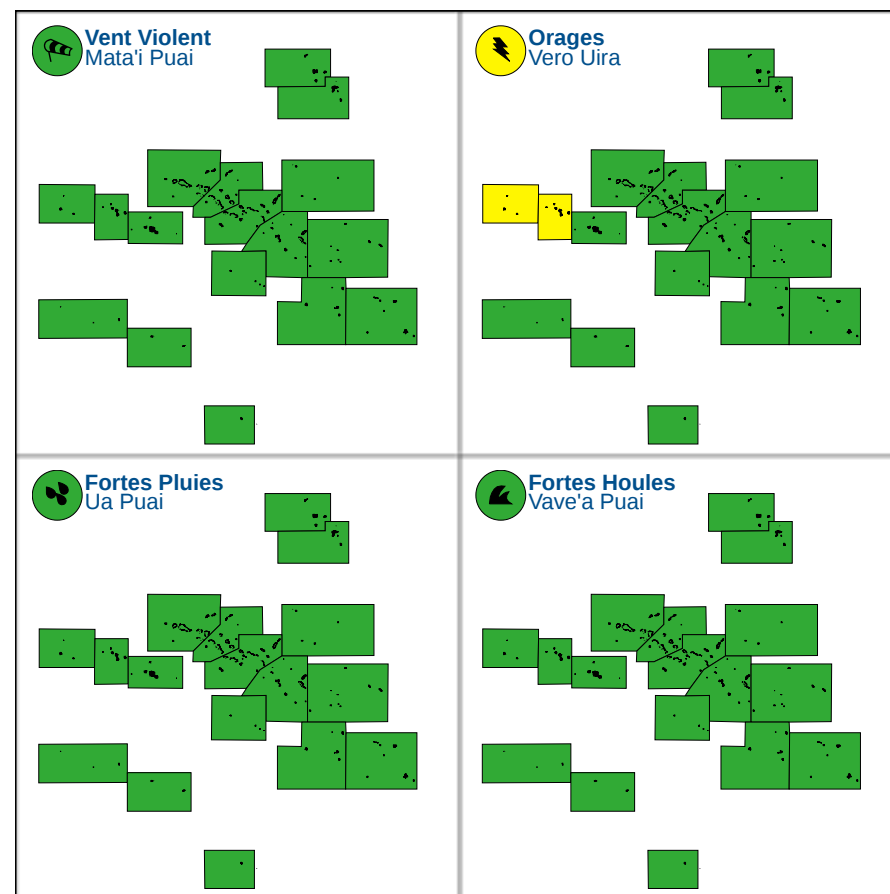 Vent Violent
Mata'i Puai
Orages
Vero Uira
Fortes Pluies
Ua Puai
Fortes Houles
Vave'a Puai